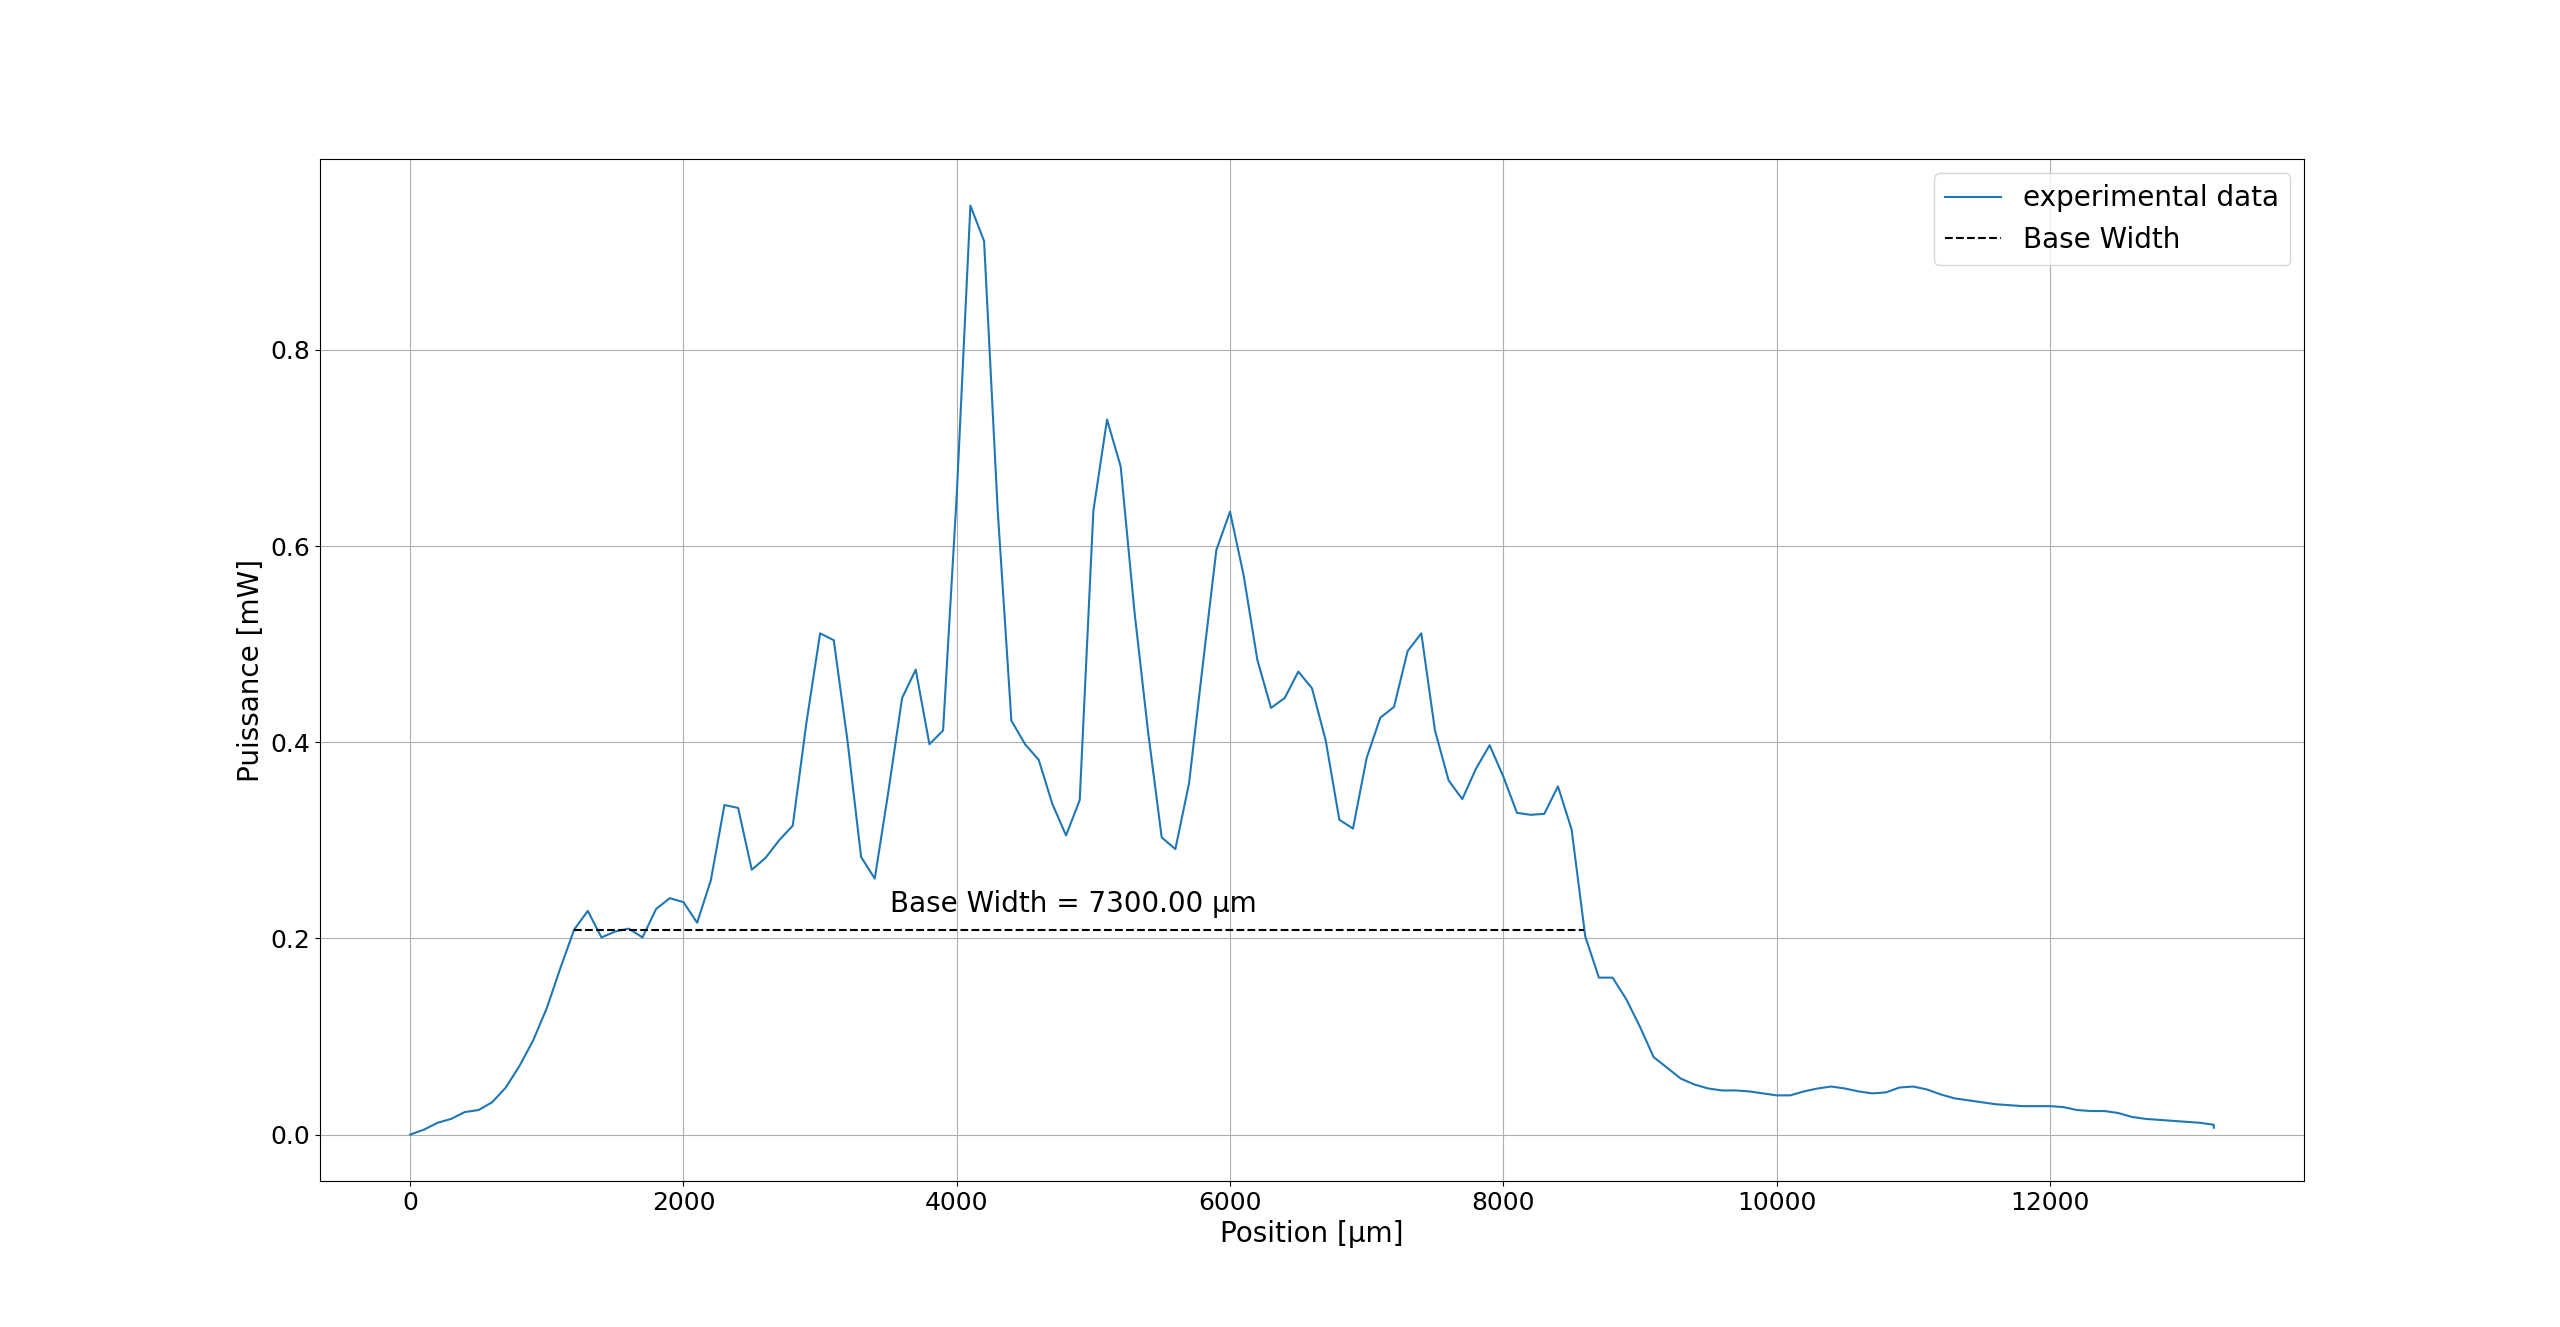 experimental data
Base Width
0.8
0.6
0.4
0.2
0.0
Puissance [mW]
Base Width = 7300.00 µm
0 2000 4000 6000 8000 10000 12000
Position [µm]